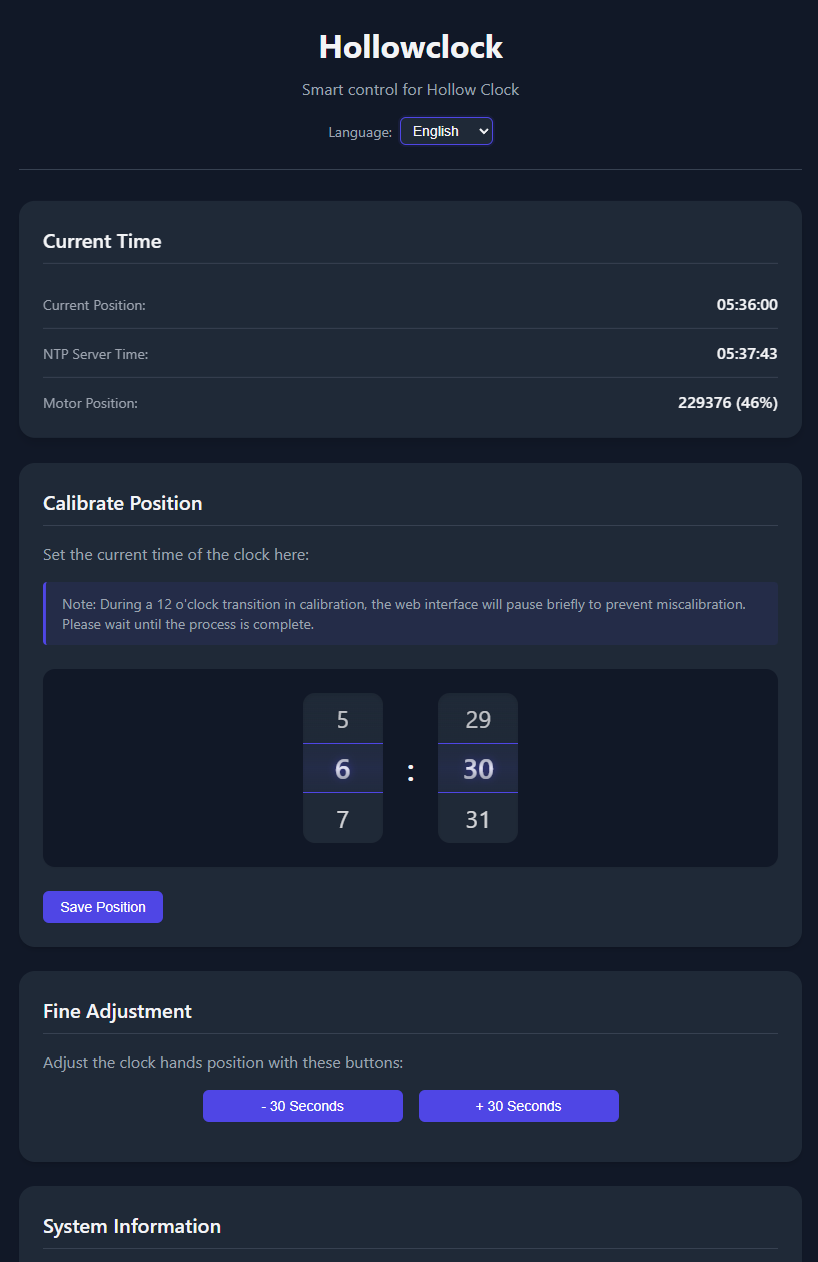 Hollowclock
Smart control for Hollow Clock
Language: English
Current Time
Current Position: 05:36:00
NTP Server Time: 05:37:43
Motor Position: 229376 (46%)
Calibrate Position
Set the current time of the clock here:
Note: During a 12 o'clock transition in calibration, the web interface will pause briefly to prevent miscalibration.
Please wait until the process is complete.
5 29
6 : 30
7 31
Save Position
Fine Adjustment
Adjust the clock hands position with these buttons:
- 30 Seconds + 30 Seconds
System Information